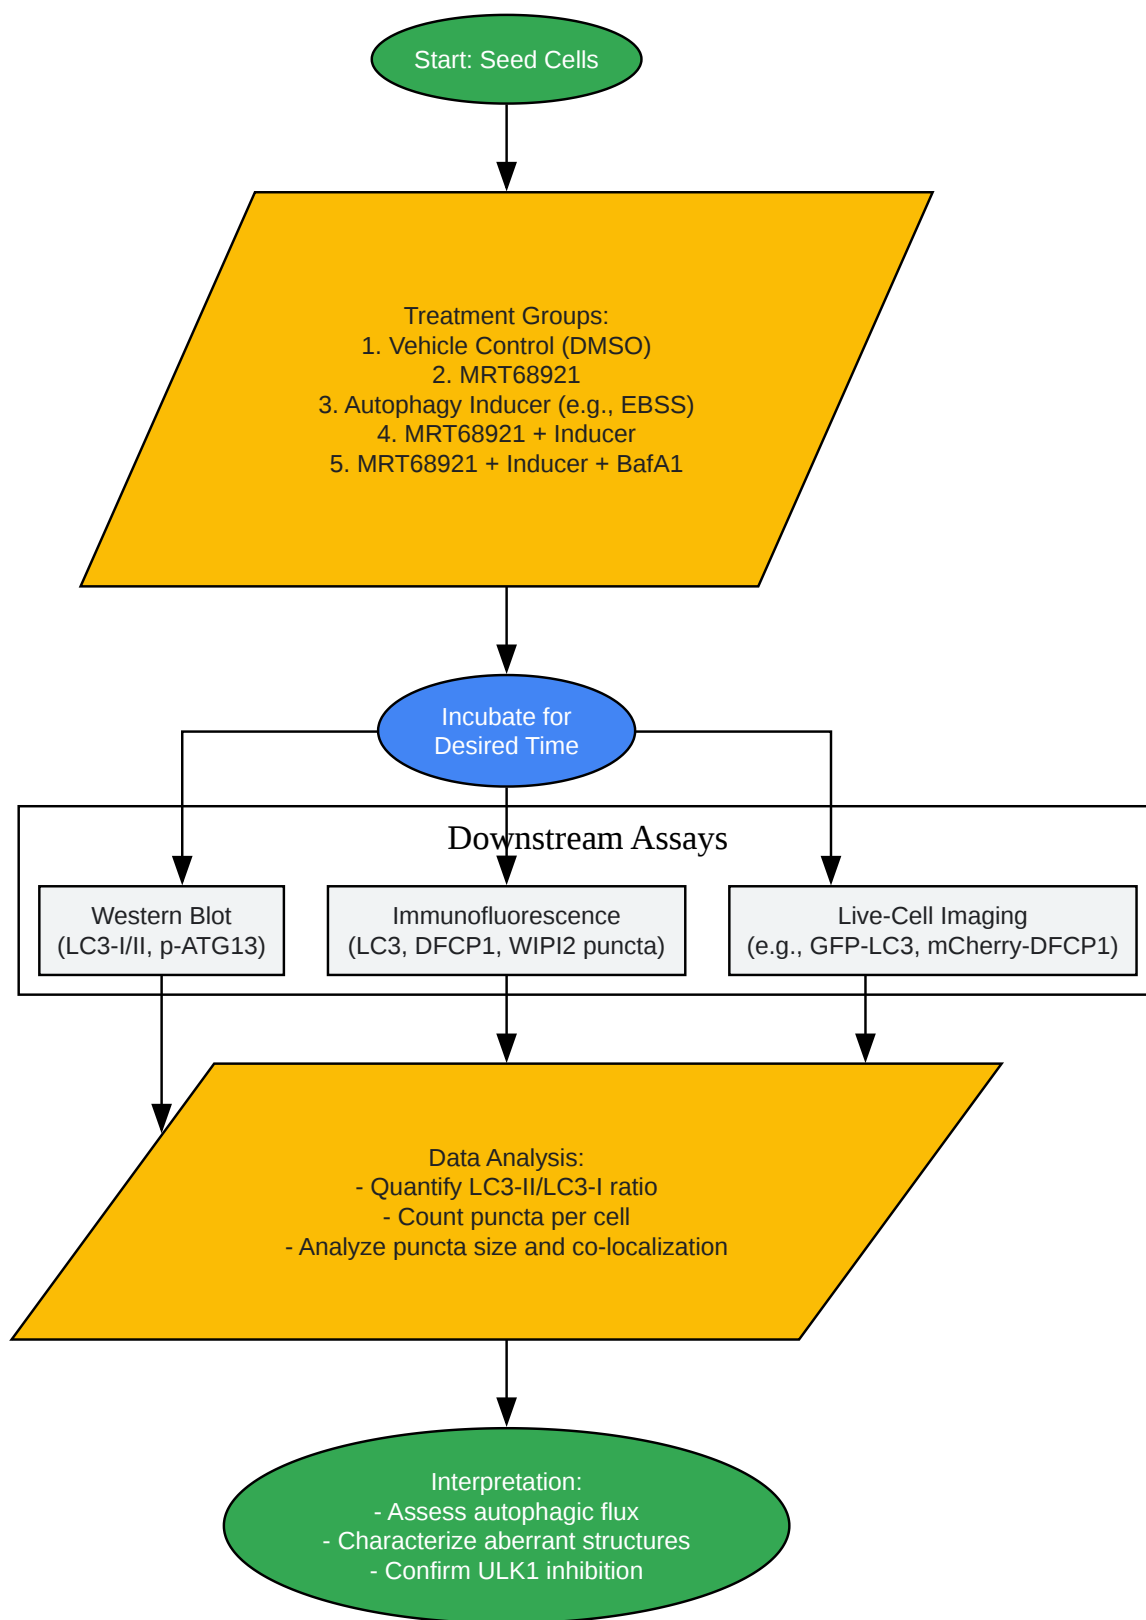 Start: Seed Cells
Treatment Groups:
1. Vehicle Control (DMSO)
2. MRT68921
3. Autophagy Inducer (e.g., EBSS)
4. MRT68921 + Inducer
5. MRT68921 + Inducer + BafA1
Incubate for
Desired Time
Downstream Assays
Western Blot
(LC3-I/II, p-ATG13)
Immunofluorescence
(LC3, DFCP1, WIPI2 puncta)
Live-Cell Imaging
(e.g., GFP-LC3, mCherry-DFCP1)
Data Analysis:
- Quantify LC3-II/LC3-I ratio
- Count puncta per cell
- Analyze puncta size and co-localization
Interpretation:
- Assess autophagic flux
- Characterize aberrant structures
- Confirm ULK1 inhibition